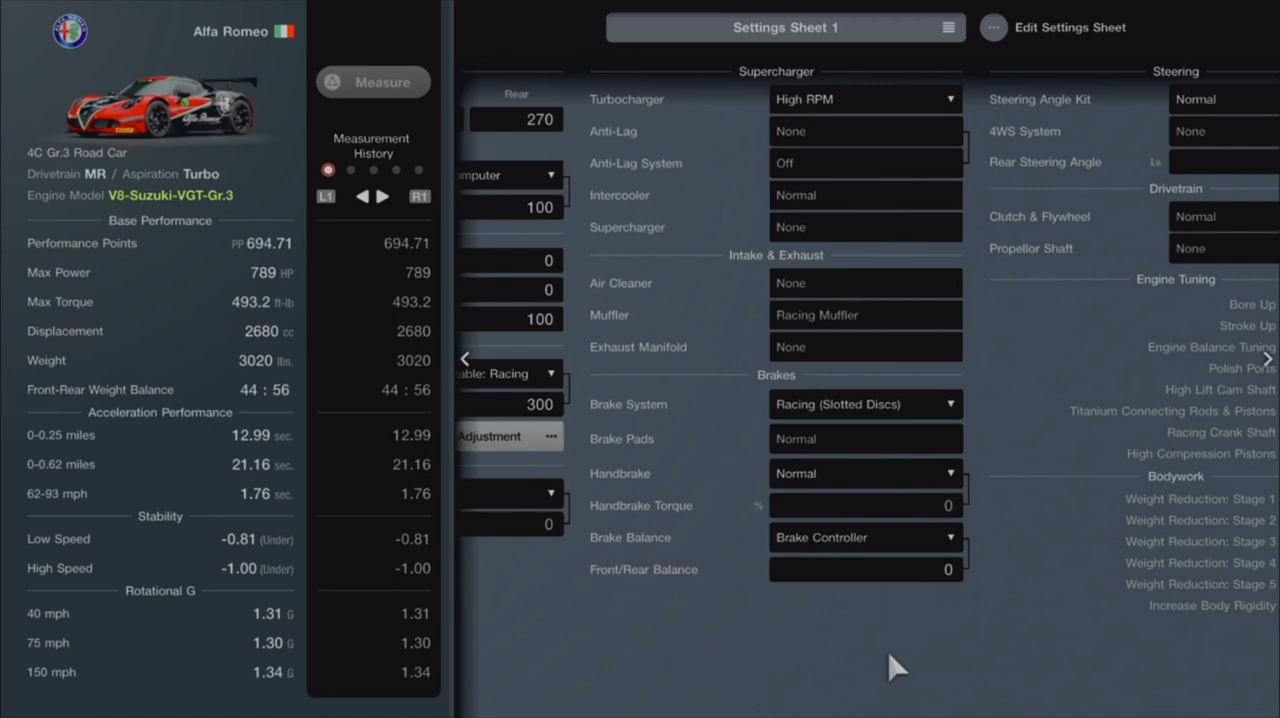 Alfa Romeo
4C Gr.3 Road Car
Drivetrain MR / Aspiration Turbo
Engine Model V8-Suzuki-VGT-Gr.3
Base Performance
Performance Points PP 694.71
Max Power 789 HP
Max Torque 493.2 ft-lb
Displacement 2680 cc
Weight 3020 lbs.
Front-Rear Weight Balance 44 : 56
Acceleration Performance
0-0.25 miles 12.99 sec.
0-0.62 miles 21.16 sec.
62-93 mph 1.76 sec.
Stability
Low Speed -0.81 (Under)
High Speed -1.00 (Under)
Rotational G
40 mph 1.31 G
75 mph 1.30 G
150 mph 1.34 G
Measure
Measurement
History
L1 R1
694.71
789
493.2
2680
3020
44 : 56
12.99
21.16
1.76
-0.81
-1.00
1.31
1.30
1.34
Settings Sheet 1
Edit Settings Sheet
Rear
270
mputer
100
0
0
100
able: Racing
300
Adjustment
0
Supercharger
Turbocharger High RPM
Anti-Lag None
Anti-Lag System Off
Intercooler Normal
Supercharger None
Intake & Exhaust
Air Cleaner None
Muffler Racing Muffler
Exhaust Manifold None
Brakes
Brake System Racing (Slotted Discs)
Brake Pads Normal
Handbrake Normal
Handbrake Torque % 0
Brake Balance Brake Controller
Front/Rear Balance 0
Steering
Steering Angle Kit Normal
4WS System None
Rear Steering Angle Lv.
Drivetrain
Clutch & Flywheel Normal
Propellor Shaft None
Engine Tuning
Bore Up
Stroke Up
Engine Balance Tuning
Polish Ports
High Lift Cam Shaft
Titanium Connecting Rods & Pistons
Racing Crank Shaft
High Compression Pistons
Bodywork
Weight Reduction: Stage 1
Weight Reduction: Stage 2
Weight Reduction: Stage 3
Weight Reduction: Stage 4
Weight Reduction: Stage 5
Increase Body Rigidity